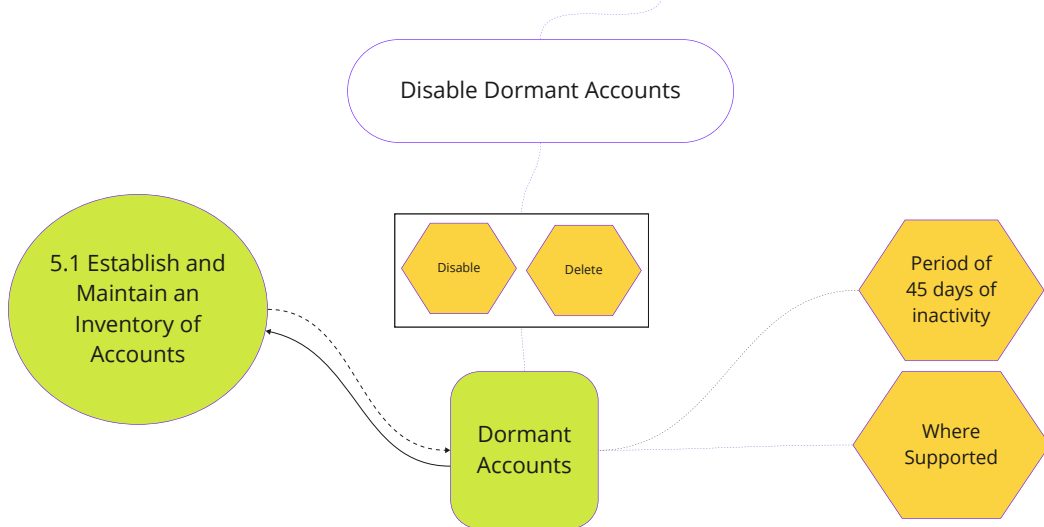 Disable Dormant Accounts
Disable
Delete
5.1 Establish and
Maintain an
Inventory of
Accounts
Period of
45 days of
inactivity
Dormant
Accounts
Where
Supported